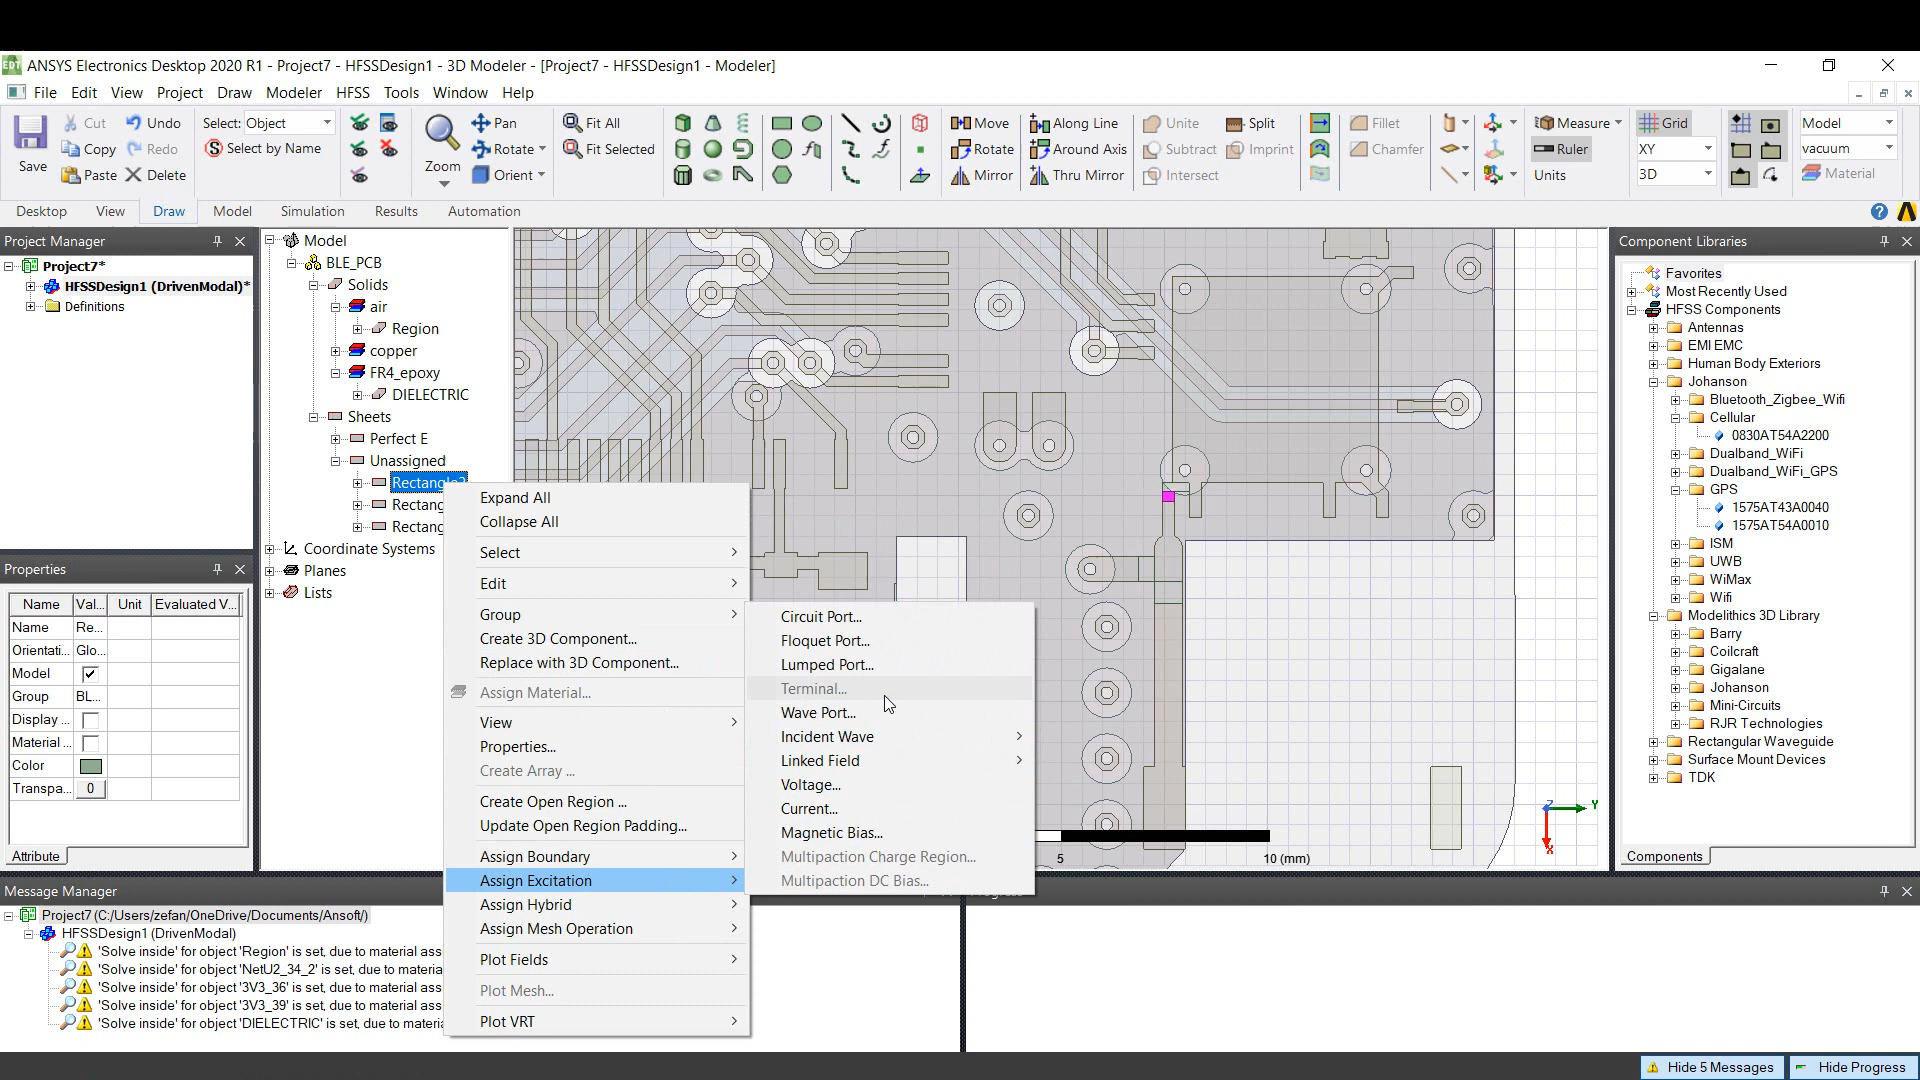 ANSYS Electronics Desktop 2020 R1 - Project7 - HFSSDesign1 - 3D Modeler - [Project7 - HFSSDesign1 - Modeler]
File Edit View Project Draw Modeler HFSS Tools Window Help
Save
Cut Undo
Copy Redo
Paste Delete
Select: Object
Select by Name
Zoom
Pan
Rotate
Orient
Fit All
Fit Selected
Move
Rotate
Mirror
Along Line
Around Axis
Thru Mirror
Unite Split
Subtract Imprint
Intersect
Fillet
Chamfer
Measure
Ruler
Units
Grid
XY
3D
Model
vacuum
Material
Desktop View Draw Model Simulation Results Automation
Project Manager
Project7*
HFSSDesign1 (DrivenModal)*
Definitions
Properties
Name Val... Unit Evaluated V...
Name Re...
Orientati... Glo...
Model
Group BL...
Display ...
Material ...
Color
Transpa... 0
Attribute
Model
BLE_PCB
Solids
air
Region
copper
FR4_epoxy
DIELECTRIC
Sheets
Perfect E
Unassigned
Rectangle2
Rectang
Rectang
Coordinate Systems
Planes
Lists
Expand All
Collapse All
Select
Edit
Group
Create 3D Component...
Replace with 3D Component...
Assign Material...
View
Properties...
Create Array ...
Create Open Region ...
Update Open Region Padding...
Assign Boundary
Assign Excitation
Assign Hybrid
Assign Mesh Operation
Plot Fields
Plot Mesh...
Plot VRT
Circuit Port...
Floquet Port...
Lumped Port...
Terminal...
Wave Port...
Incident Wave
Linked Field
Voltage...
Current...
Magnetic Bias...
Multipaction Charge Region...
Multipaction DC Bias...
5 10 (mm)
Z
Y
X
Component Libraries
Favorites
Most Recently Used
HFSS Components
Antennas
EMI EMC
Human Body Exteriors
Johanson
Bluetooth_Zigbee_Wifi
Cellular
0830AT54A2200
Dualband_WiFi
Dualband_WiFi_GPS
GPS
1575AT43A0040
1575AT54A0010
ISM
UWB
WiMax
Wifi
Modelithics 3D Library
Barry
Coilcraft
Gigalane
Johanson
Mini-Circuits
RJR Technologies
Rectangular Waveguide
Surface Mount Devices
TDK
Components
Message Manager
Project7 (C:/Users/zefan/OneDrive/Documents/Ansoft/)
HFSSDesign1 (DrivenModal)
'Solve inside' for object 'Region' is set, due to material ass
'Solve inside' for object 'NetU2_34_2' is set, due to materia
'Solve inside' for object '3V3_36' is set, due to material ass
'Solve inside' for object '3V3_39' is set, due to material ass
'Solve inside' for object 'DIELECTRIC' is set, due to materia
Hide 5 Messages Hide Progress